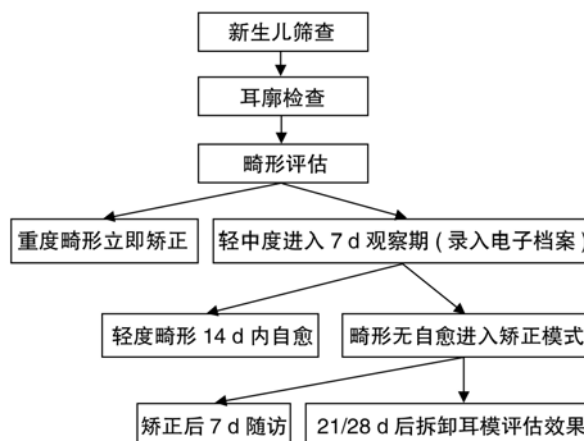 新生儿筛查
耳廓检查
畸形评估
重度畸形立即矫正
轻中度进入 7 d 观察期 ( 录入电子档案 )
轻度畸形 14 d 内自愈
畸形无自愈进入矫正模式
矫正后 7 d 随访
21/28 d 后拆卸耳模评估效果